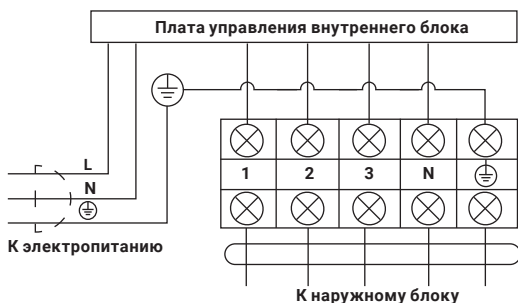 Плата управления внутреннего блока
L
N
К электропитанию
1 2 3 N
К наружному блоку